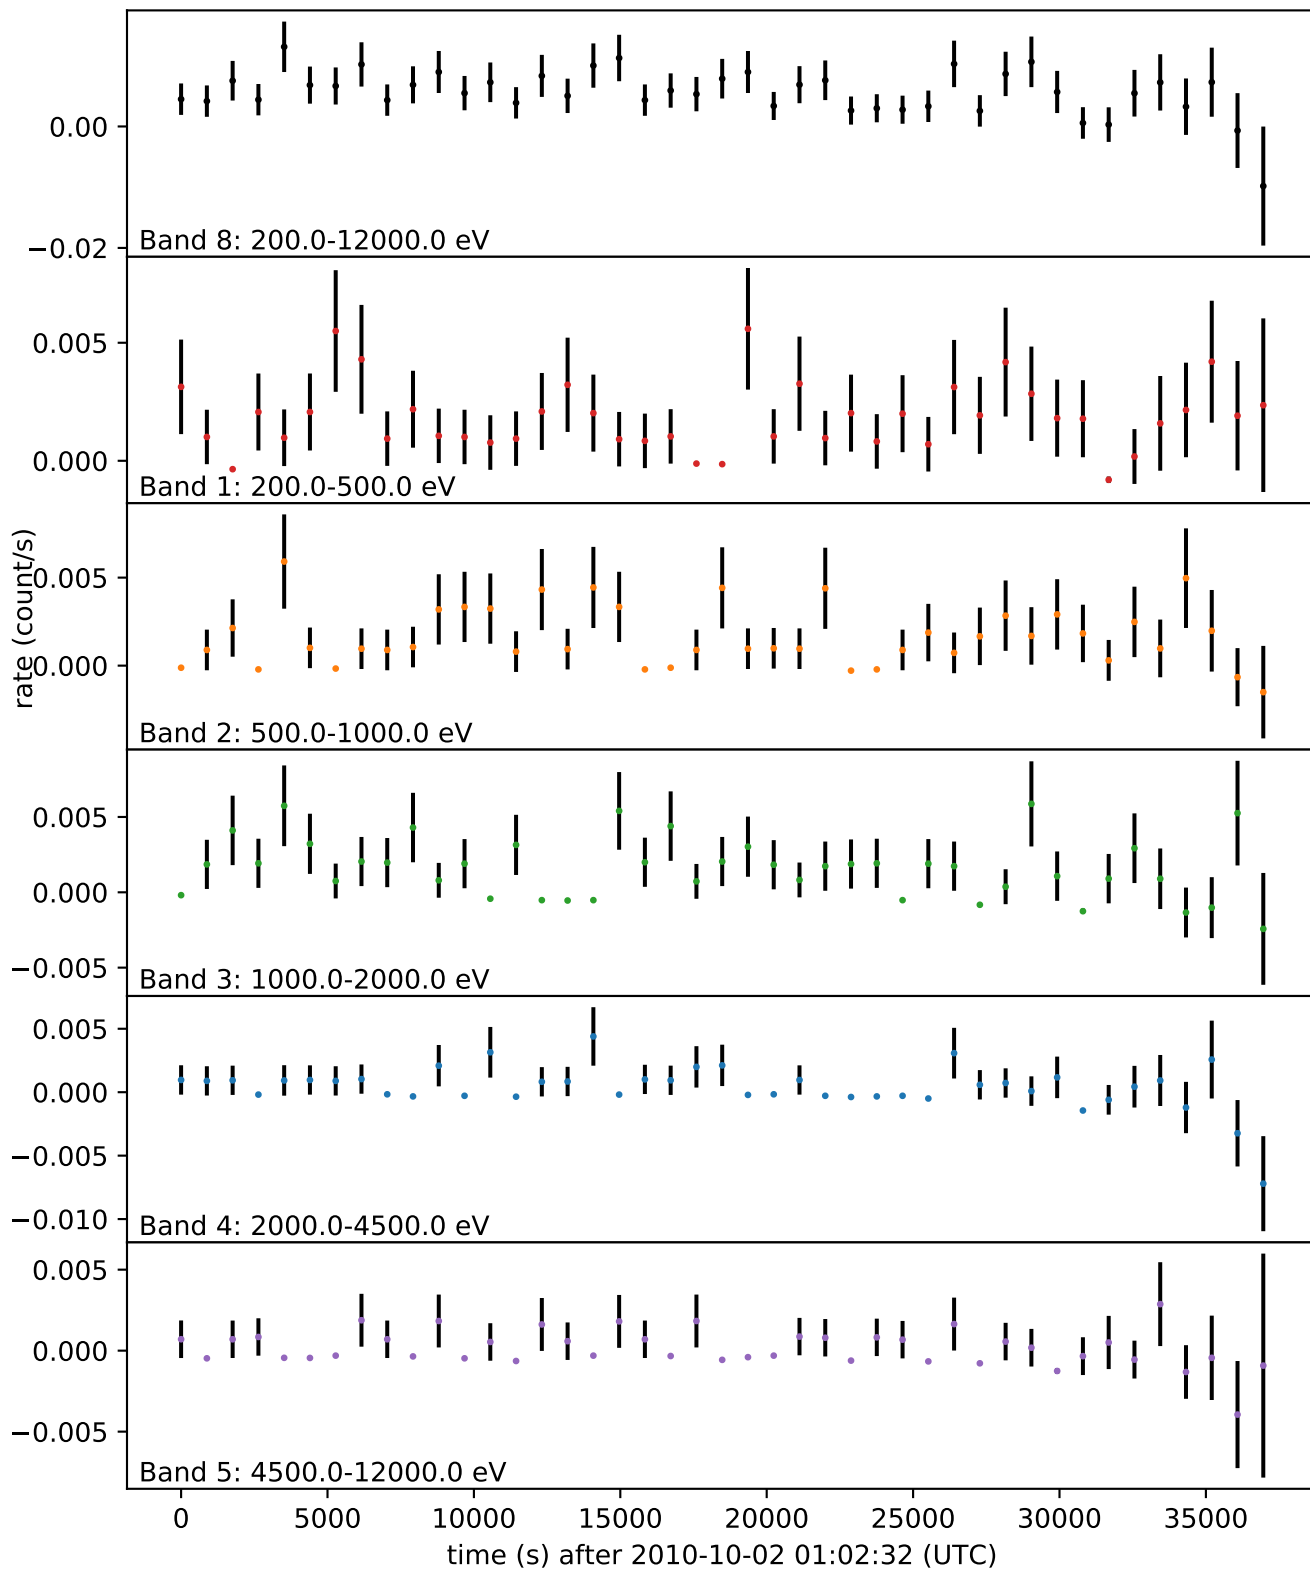 0.00
−0.02
Band 8: 200.0-12000.0 eV
0.005
0.000
Band 1: 200.0-500.0 eV
rate (count/s)
0.005
0.000
Band 2: 500.0-1000.0 eV
0.005
0.000
−0.005
Band 3: 1000.0-2000.0 eV
0.005
0.000
−0.005
−0.010
Band 4: 2000.0-4500.0 eV
0.005
0.000
−0.005
Band 5: 4500.0-12000.0 eV
0 5000 10000 15000 20000 25000 30000 35000
time (s) after 2010-10-02 01:02:32 (UTC)